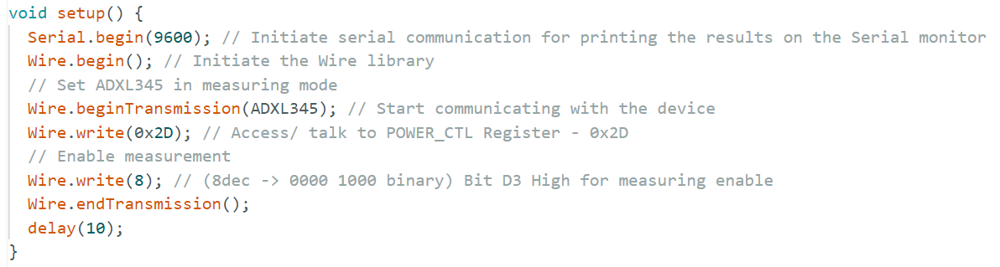 void setup() {
  Serial.begin(9600); // Initiate serial communication for printing the results on the Serial monitor
  Wire.begin(); // Initiate the Wire library
  // Set ADXL345 in measuring mode
  Wire.beginTransmission(ADXL345); // Start communicating with the device
  Wire.write(0x2D); // Access/ talk to POWER_CTL Register - 0x2D
  // Enable measurement
  Wire.write(8); // (8dec -> 0000 1000 binary) Bit D3 High for measuring enable
  Wire.endTransmission();
  delay(10);
}